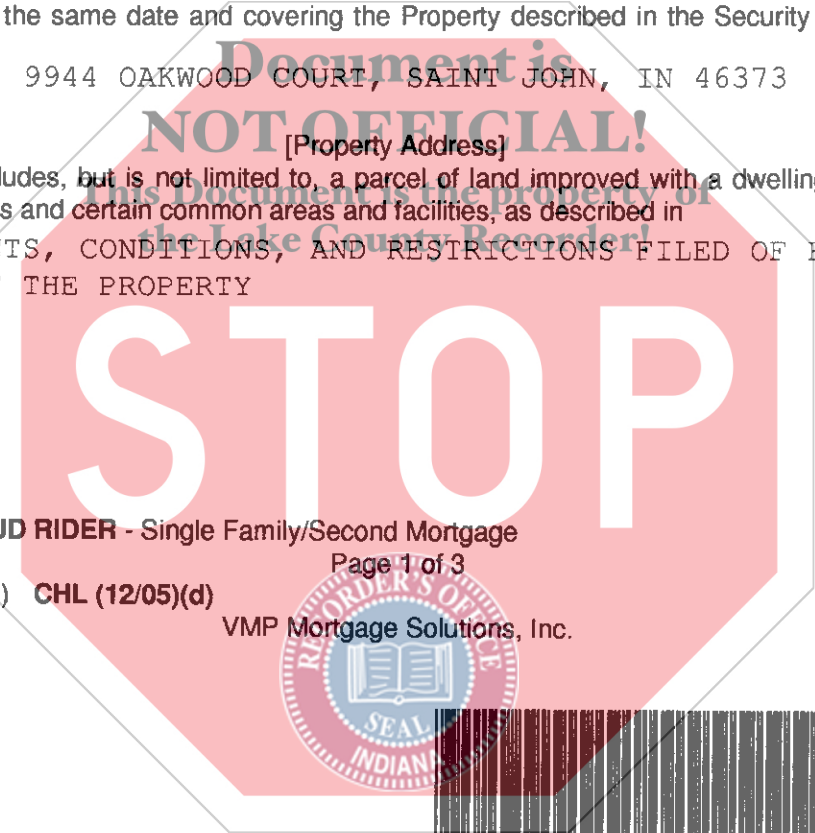 the same date and covering the Property described in the Security
Document is
9944 OAKWOOD COURT, SAINT JOHN, IN 46373
NOT OFFICIAL!
[Property Address]
ludes, but is not limited to, a parcel of land improved with a dwelling
This Document is the property of
s and certain common areas and facilities, as described in
the Lake County Recorder!
TS, CONDITIONS, AND RESTRICTIONS FILED OF
THE PROPERTY
STOP
UD RIDER - Single Family/Second Mortgage
Page 1 of 3
) CHL (12/05)(d)
VMP Mortgage Solutions, Inc.
RECORDER'S OFFICE
SEAL
INDIANA